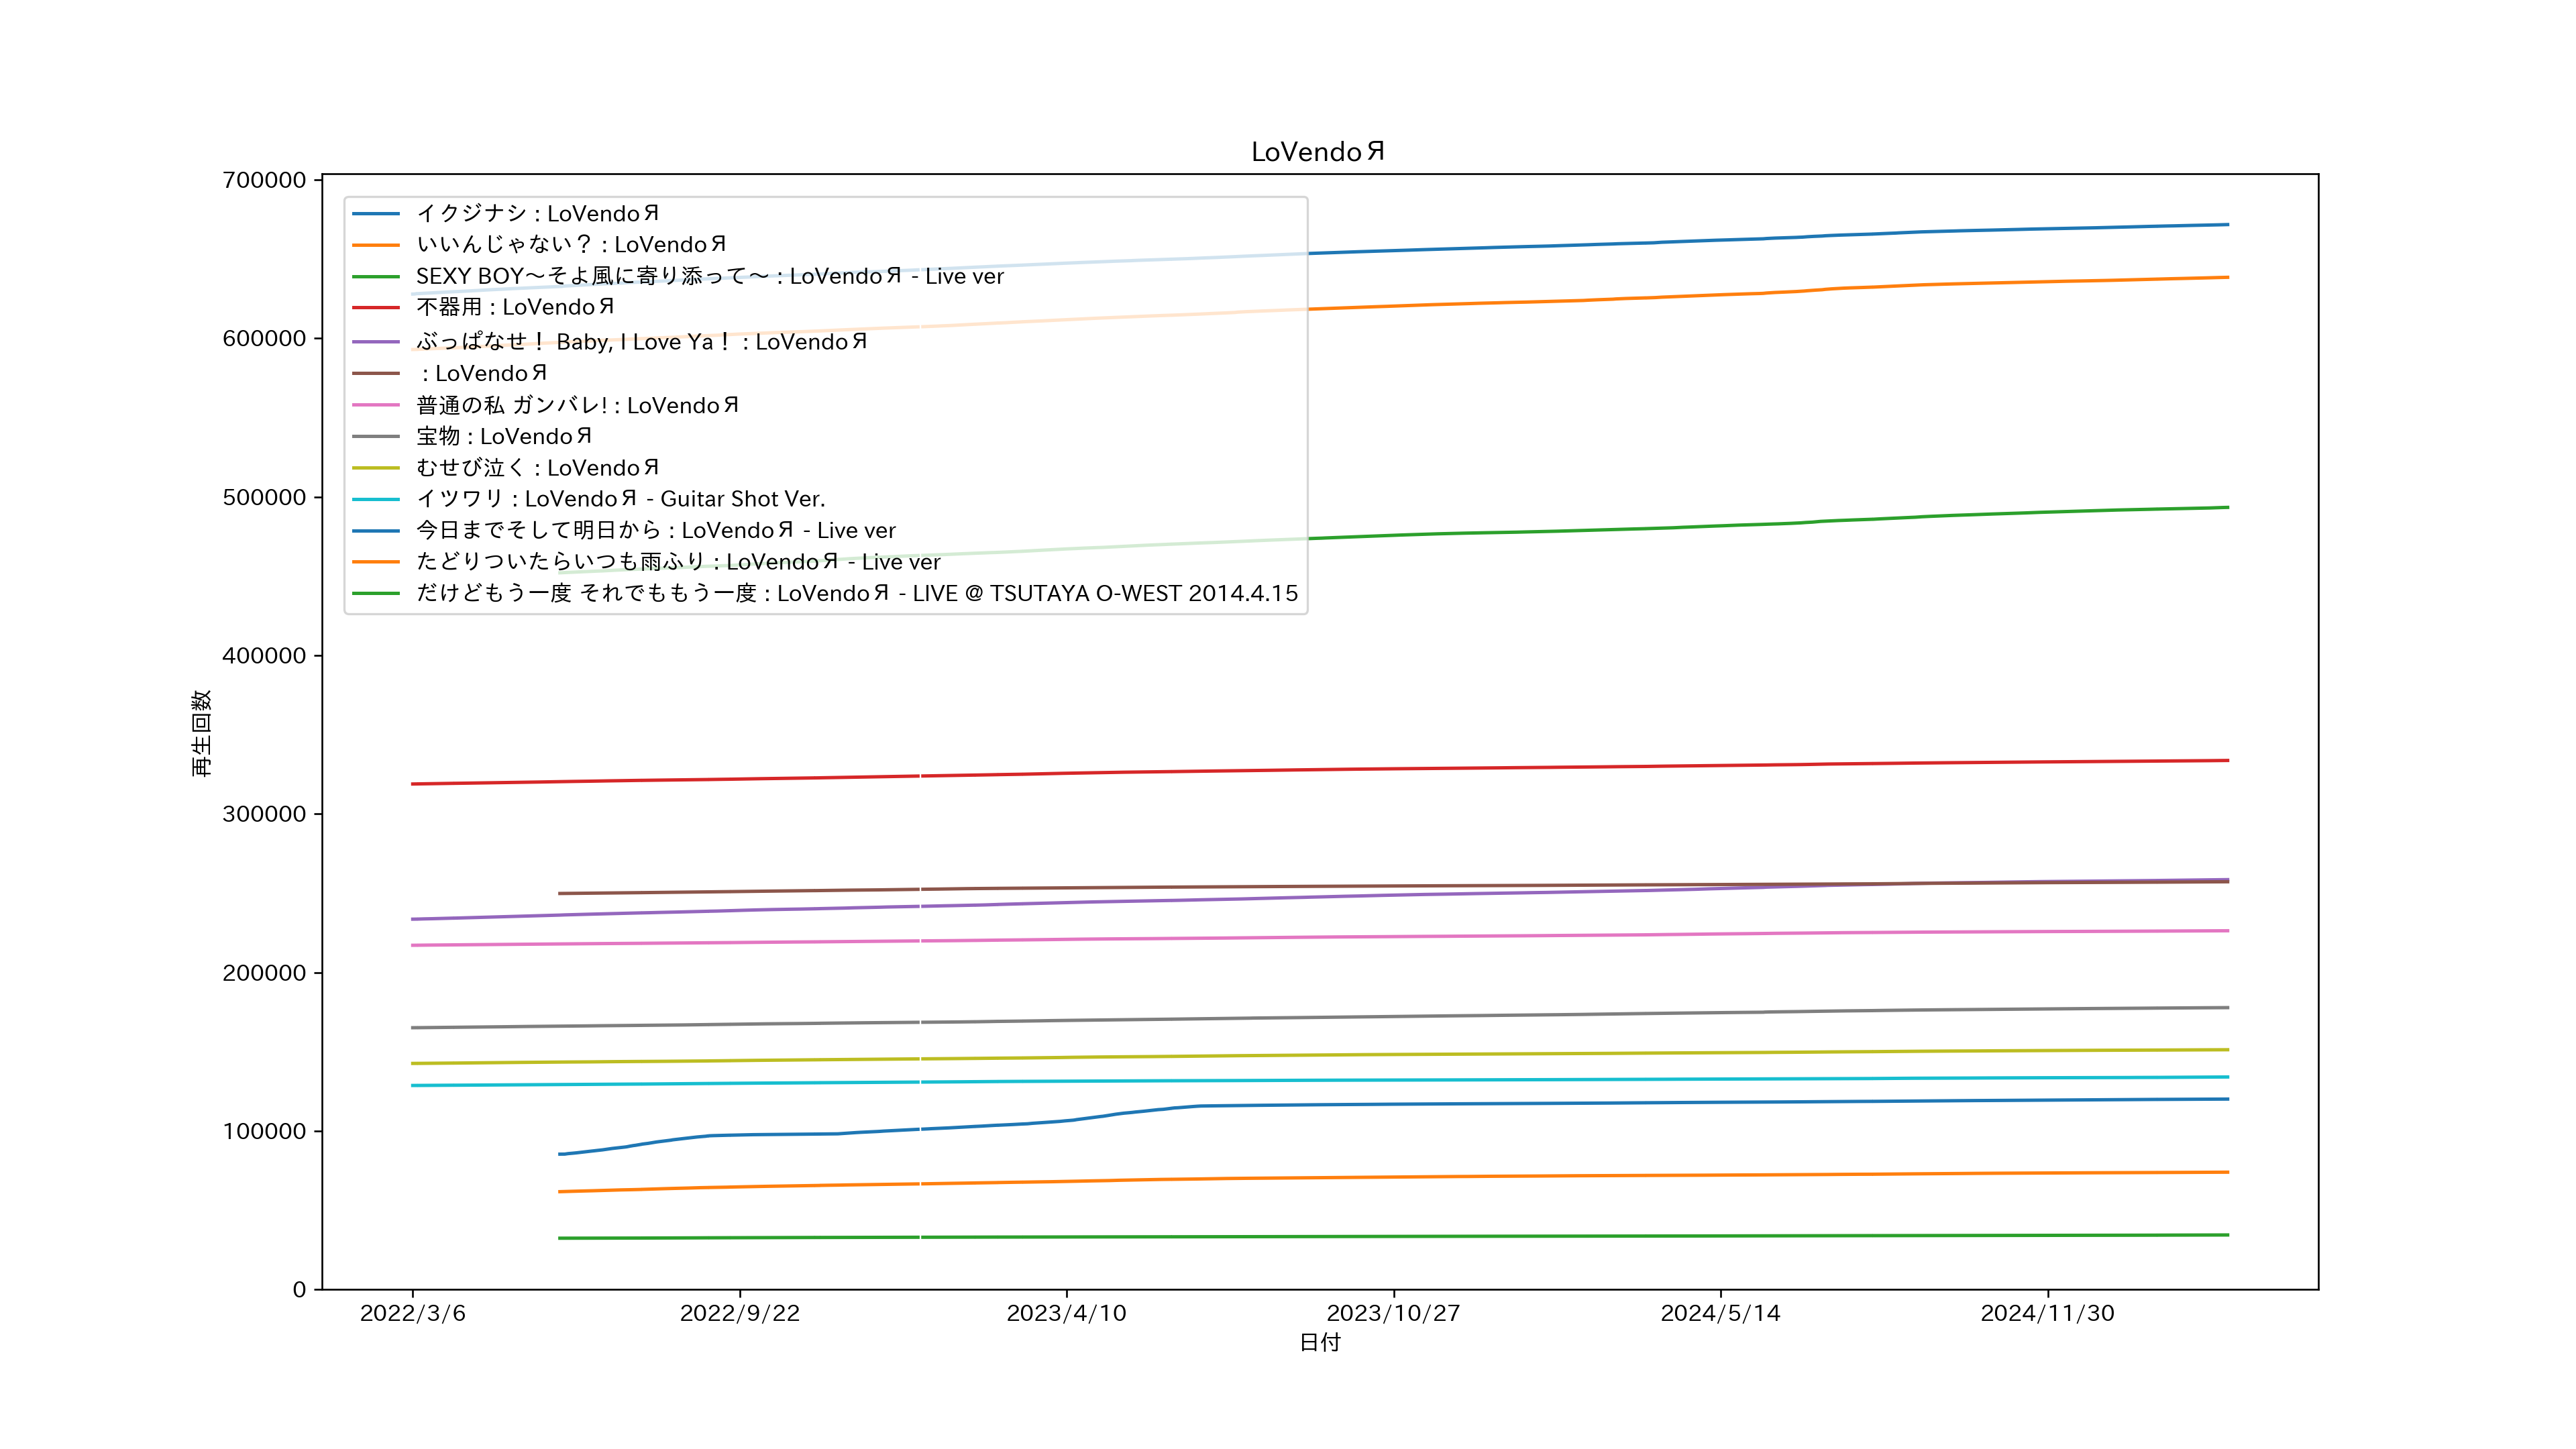 LoVendoЯ
700000
600000
500000
400000
300000
200000
100000
0
再生回数
イクジナシ : LoVendoЯ
いいんじゃない？ : LoVendoЯ
SEXY BOY〜そよ風に寄り添って〜 : LoVendoЯ - Live ver
不器用 : LoVendoЯ
ぶっぱなせ！ Baby, I Love Ya！ : LoVendoЯ
: LoVendoЯ
普通の私 ガンバレ! : LoVendoЯ
宝物 : LoVendoЯ
むせび泣く : LoVendoЯ
イツワリ : LoVendoЯ - Guitar Shot Ver.
今日までそして明日から : LoVendoЯ - Live ver
たどりついたらいつも雨ふり : LoVendoЯ - Live ver
だけどもう一度 それでももう一度 : LoVendoЯ - LIVE @ TSUTAYA O-WEST 2014.4.15
2022/3/6 2022/9/22 2023/4/10 2023/10/27 2024/5/14 2024/11/30
日付